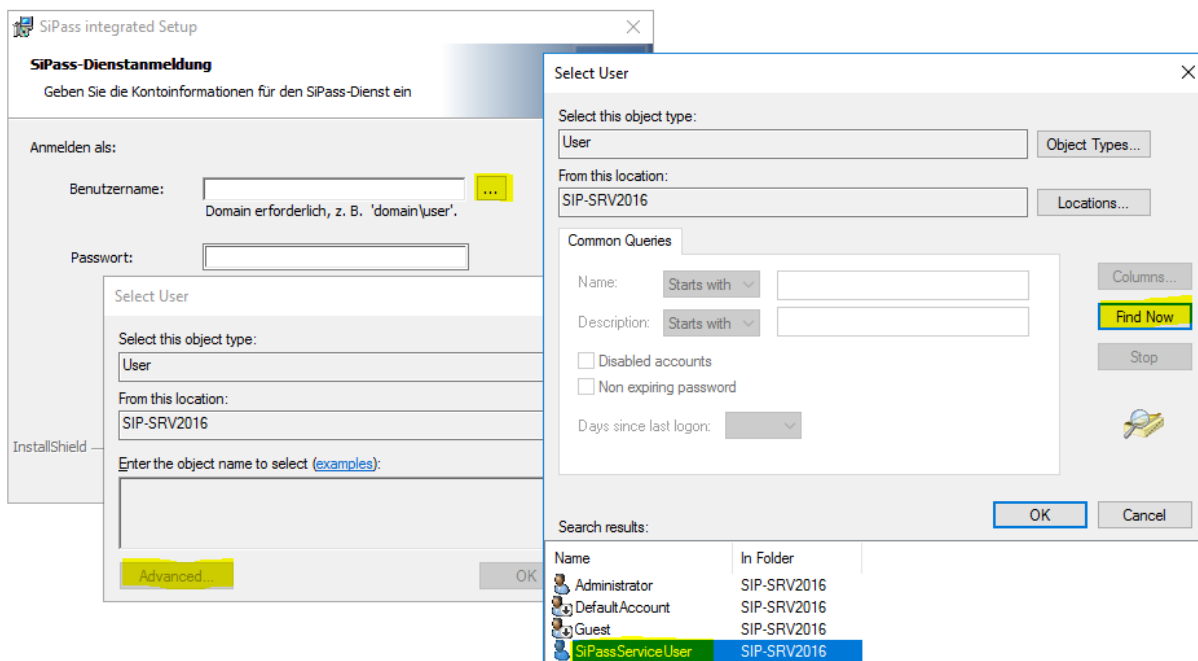 SiPass integrated Setup
SiPass-Dienstanmeldung
Geben Sie die Kontoinformationen für den SiPass-Dienst ein
Anmelden als:
Benutzername:
...
Domain erforderlich, z. B. 'domain\user'.
Passwort:
InstallShield
Select User
Select this object type:
User
From this location:
SIP-SRV2016
Enter the object name to select (examples):
Advanced...
OK
Select User
Select this object type:
User
Object Types...
From this location:
SIP-SRV2016
Locations...
Common Queries
Name: Starts with
Description: Starts with
Disabled accounts
Non expiring password
Days since last logon:
Columns...
Find Now
Stop
OK Cancel
Search results:
Name In Folder
Administrator SIP-SRV2016
DefaultAccount SIP-SRV2016
Guest SIP-SRV2016
SiPassServiceUser SIP-SRV2016